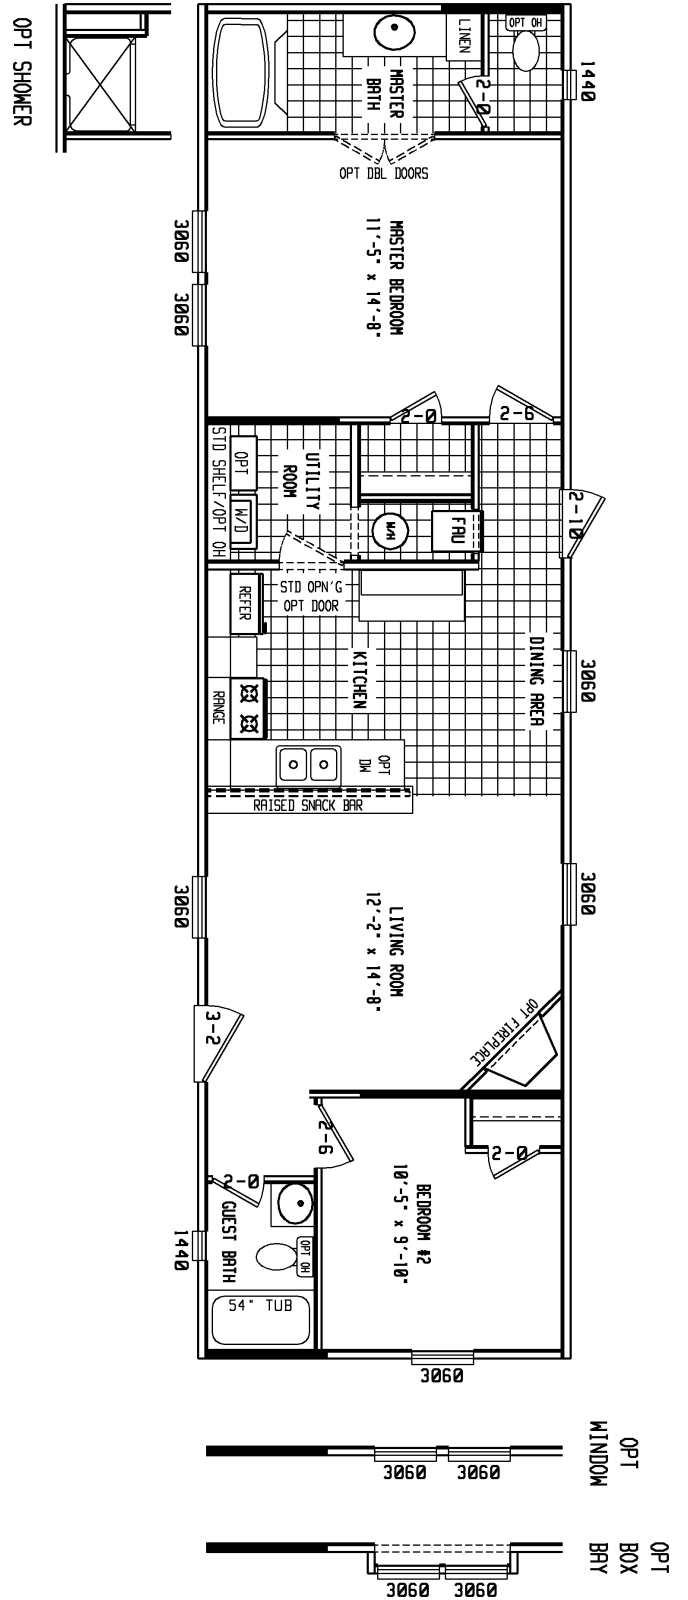 OPT SHOWER
LINEN
OPT OH
1440
MASTER
BATH
2-0
OPT DBL DOORS
3060
3060
MASTER BEDROOM
11'-5" x 14'-8"
2-0
2-6
STD SHELF/OPT OH
OPT
W/D
UTILITY
ROOM
W/H
FAU
2-10
STD OPN'G
OPT DOOR
REFER
KITCHEN
DINING AREA
3060
RANGE
OPT
DW
RAISED SNACK BAR
3060
3060
LIVING ROOM
12'-2" x 14'-8"
OPT FIREPLACE
3-2
2-6
2-0
2-0
BEDROOM #2
10'-5" x 9'-10"
GUEST BATH
OPT OH
1440
54" TUB
3060
OPT
WINDOW
3060
3060
OPT
BOX
BAY
3060
3060